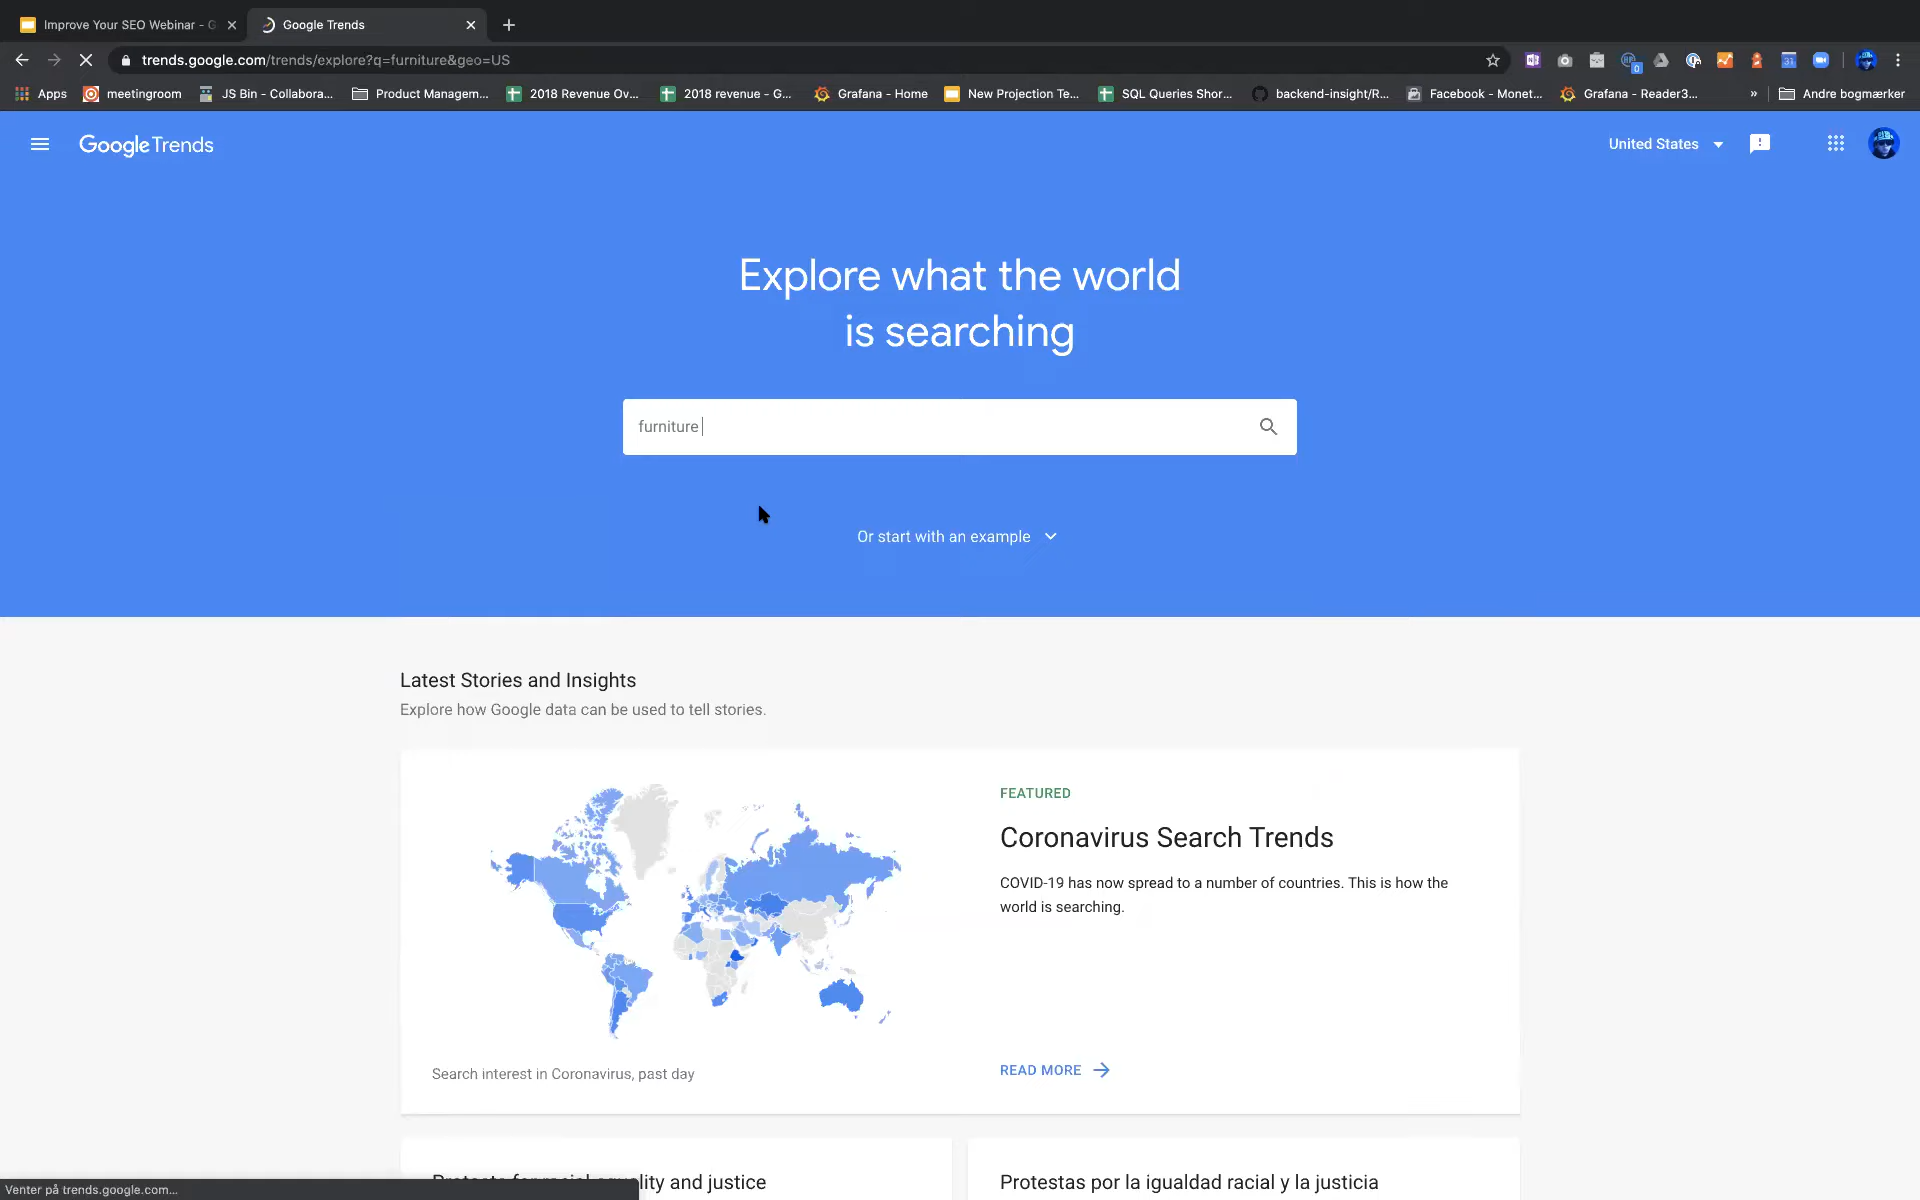 Improve Your SEO Webinar - G
Google Trends
trends.google.com/trends/explore?q=furniture&geo=US
0
31
Apps
meetingroom
JS Bin - Collabora...
Product Managem...
2018 Revenue Ov...
2018 revenue - G...
Grafana - Home
New Projection Te...
SQL Queries Shor...
backend-insight/R...
Facebook - Monet...
Grafana - Reader3...
»
Andre bogmærker
Google Trends
United States
Explore what the world
is searching
furniture
Or start with an example
Latest Stories and Insights
Explore how Google data can be used to tell stories.
FEATURED
Coronavirus Search Trends
COVID-19 has now spread to a number of countries. This is how the
world is searching.
Search interest in Coronavirus, past day
READ MORE
Protests for racial equality and justice
Protestas por la igualdad racial y la justicia
Venter på trends.google.com...